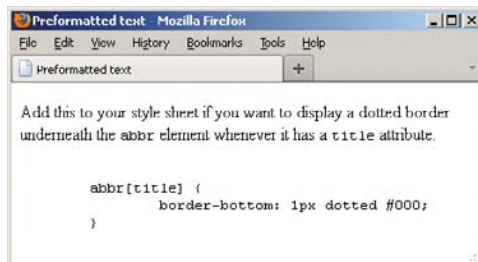 Preformatted text - Mozilla Firefox
File Edit View History Bookmarks Tools Help
Preformatted text
Add this to your style sheet if you want to display a dotted border
underneath the abbr element whenever it has a title attribute.
abbr[title] {
border-bottom: 1px dotted #000;
}